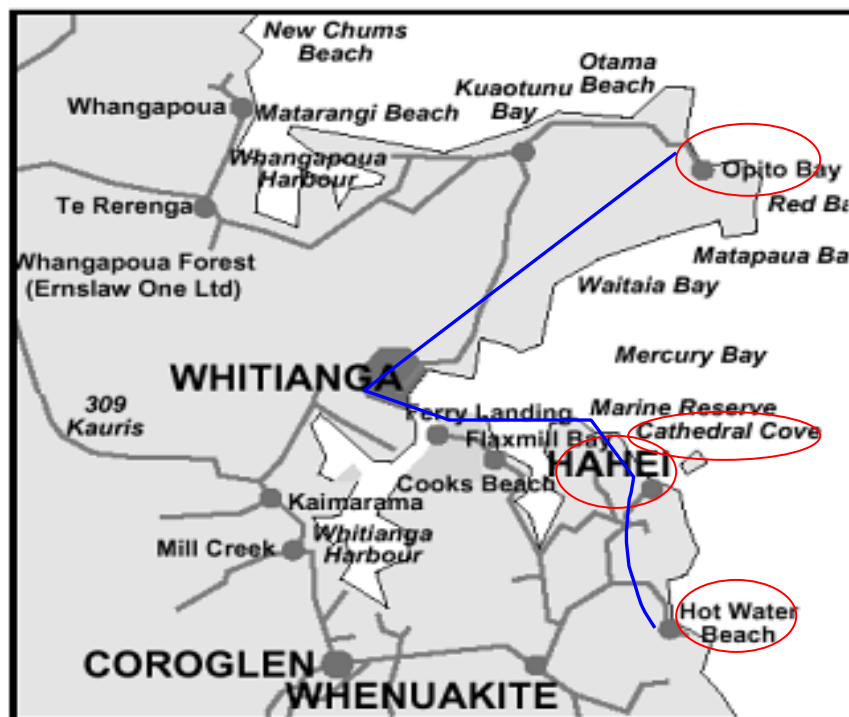 New Chums
Beach
Otama
Beach
Kuaotunu
Bay
Whangapoua
Matarangi Beach
Whangapoua
Harbour
Opito Bay
Te Rerenga
Red Ba
Matapaua Ba
Whangapoua Forest
(Ernslaw One Ltd)
Waitaia Bay
Mercury Bay
WHITIANGA
309
Kauris
Ferry Landing
Marine Reserve
Cathedral Cove
Flaxmill Bay
HAHEI
Cooks Beach
Kaimarama
Whitianga
Harbour
Mill Creek
Hot Water
Beach
COROGLEN
WHENUAKITE